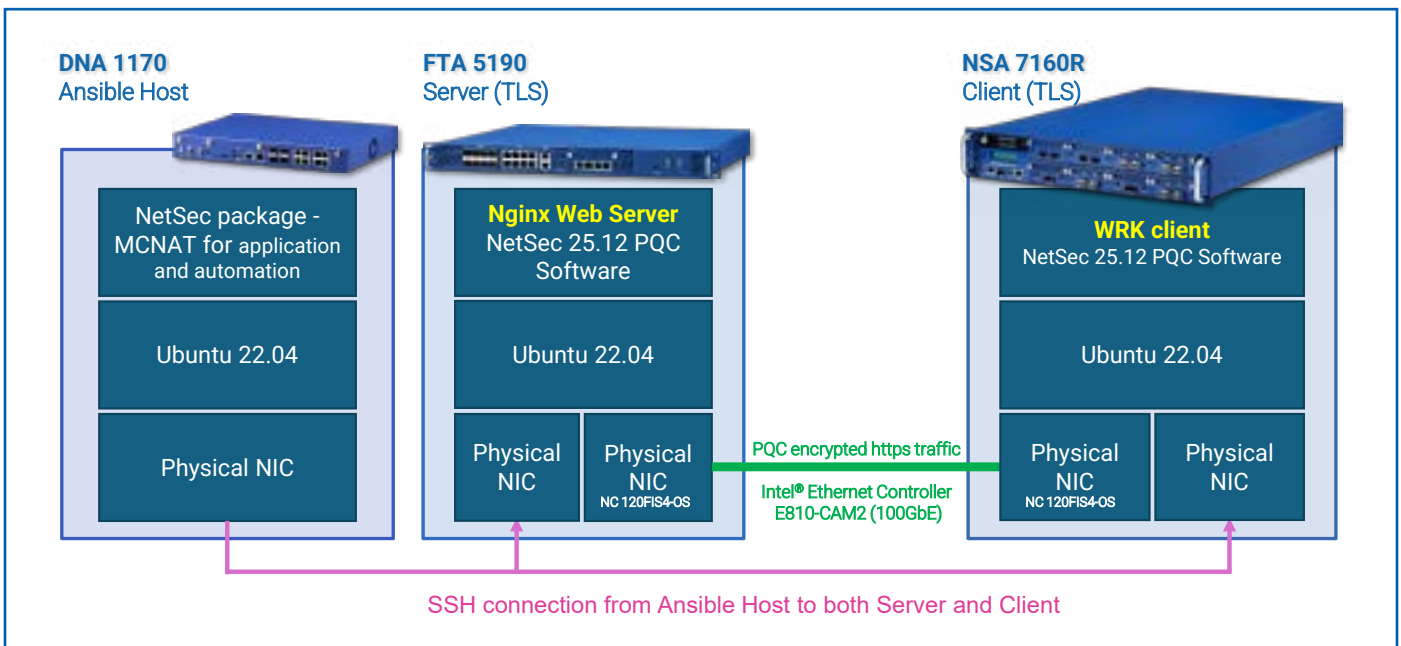 DNA 1170
Ansible Host
NetSec package -
MCNAT for application
and automation
Ubuntu 22.04
Physical NIC
FTA 5190
Server (TLS)
Nginx Web Server
NetSec 25.12 PQC
Software
Ubuntu 22.04
Physical
NIC
Physical
NIC
NC 120FIS4-OS
PQC encrypted https traffic
Intel® Ethernet Controller
E810-CAM2 (100GbE)
NSA 7160R
Client (TLS)
WRK client
NetSec 25.12 PQC Software
Ubuntu 22.04
Physical
NIC
NC 120FIS4-OS
Physical
NIC
SSH connection from Ansible Host to both Server and Client